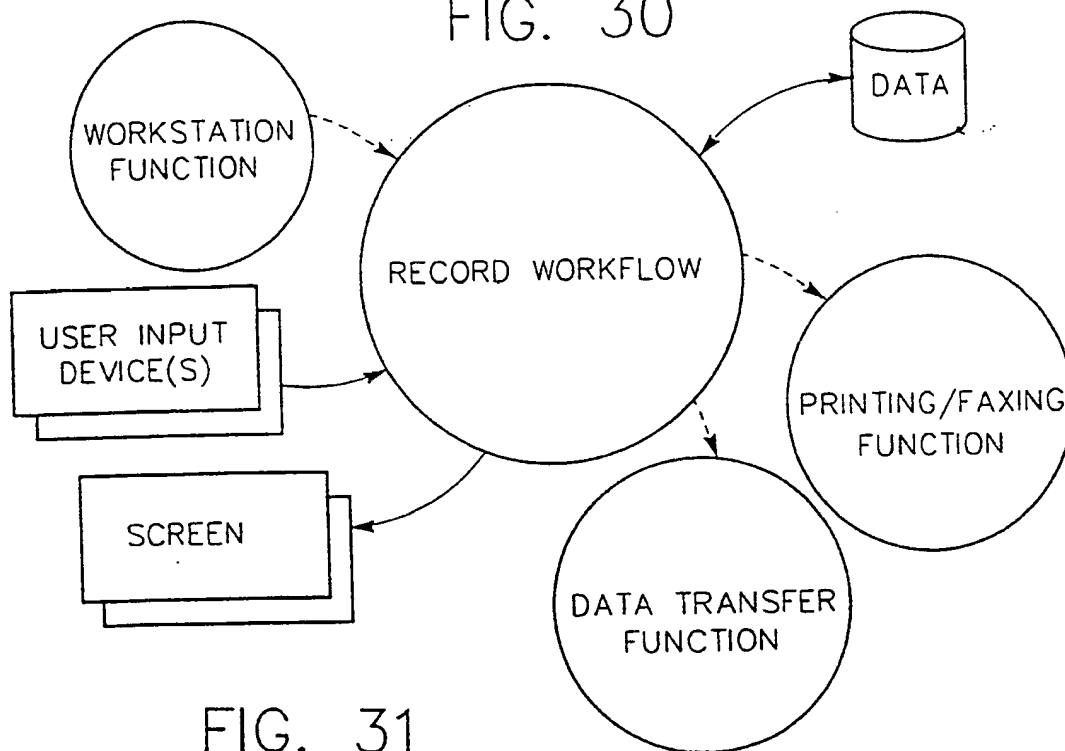 FIG. 30
DATA
WORKSTATION
FUNCTION
RECORD WORKFLOW
USER INPUT
DEVICE(S)
PRINTING/FAXING
FUNCTION
SCREEN
DATA TRANSFER
FUNCTION
FIG. 31